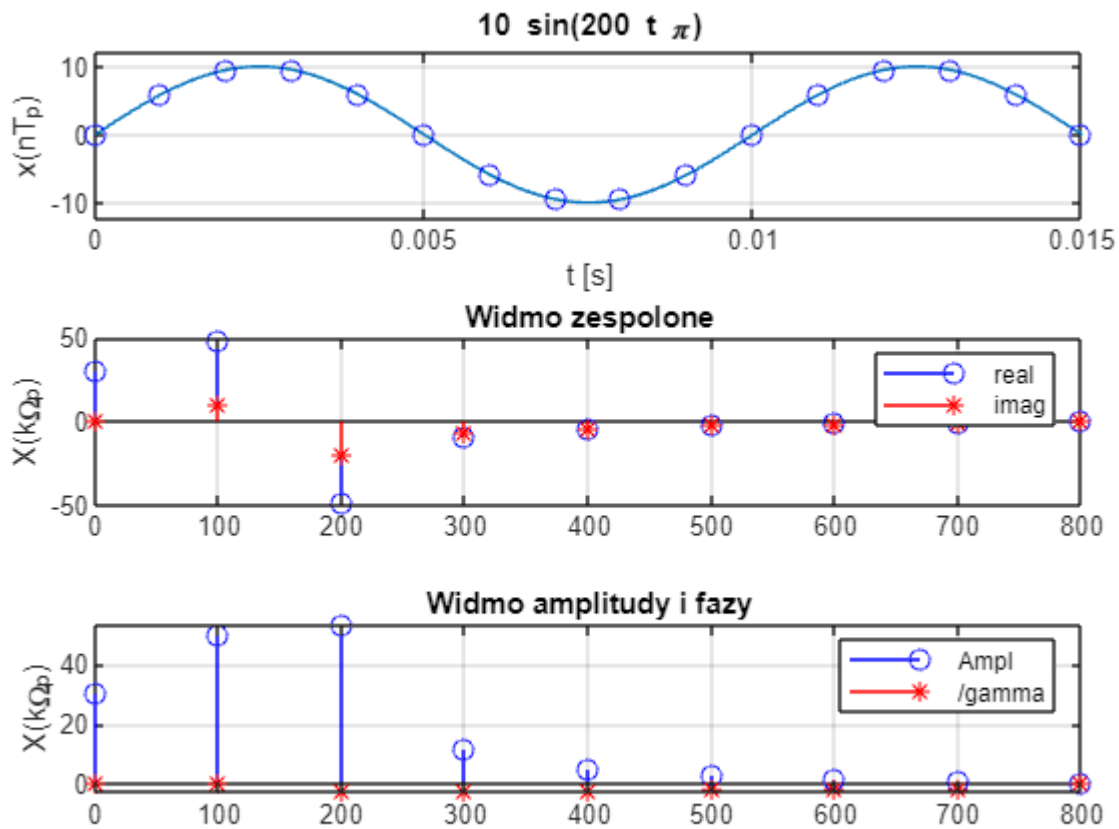 10 sin(200 t π)
x(nTp)
10
0
-10
0 0.005 0.01 0.015
t [s]
Widmo zespolone
X(kΩp)
50
0
-50
real
imag
0 100 200 300 400 500 600 700 800
Widmo amplitudy i fazy
X(kΩp)
40
20
0
Ampl
/gamma
0 100 200 300 400 500 600 700 800